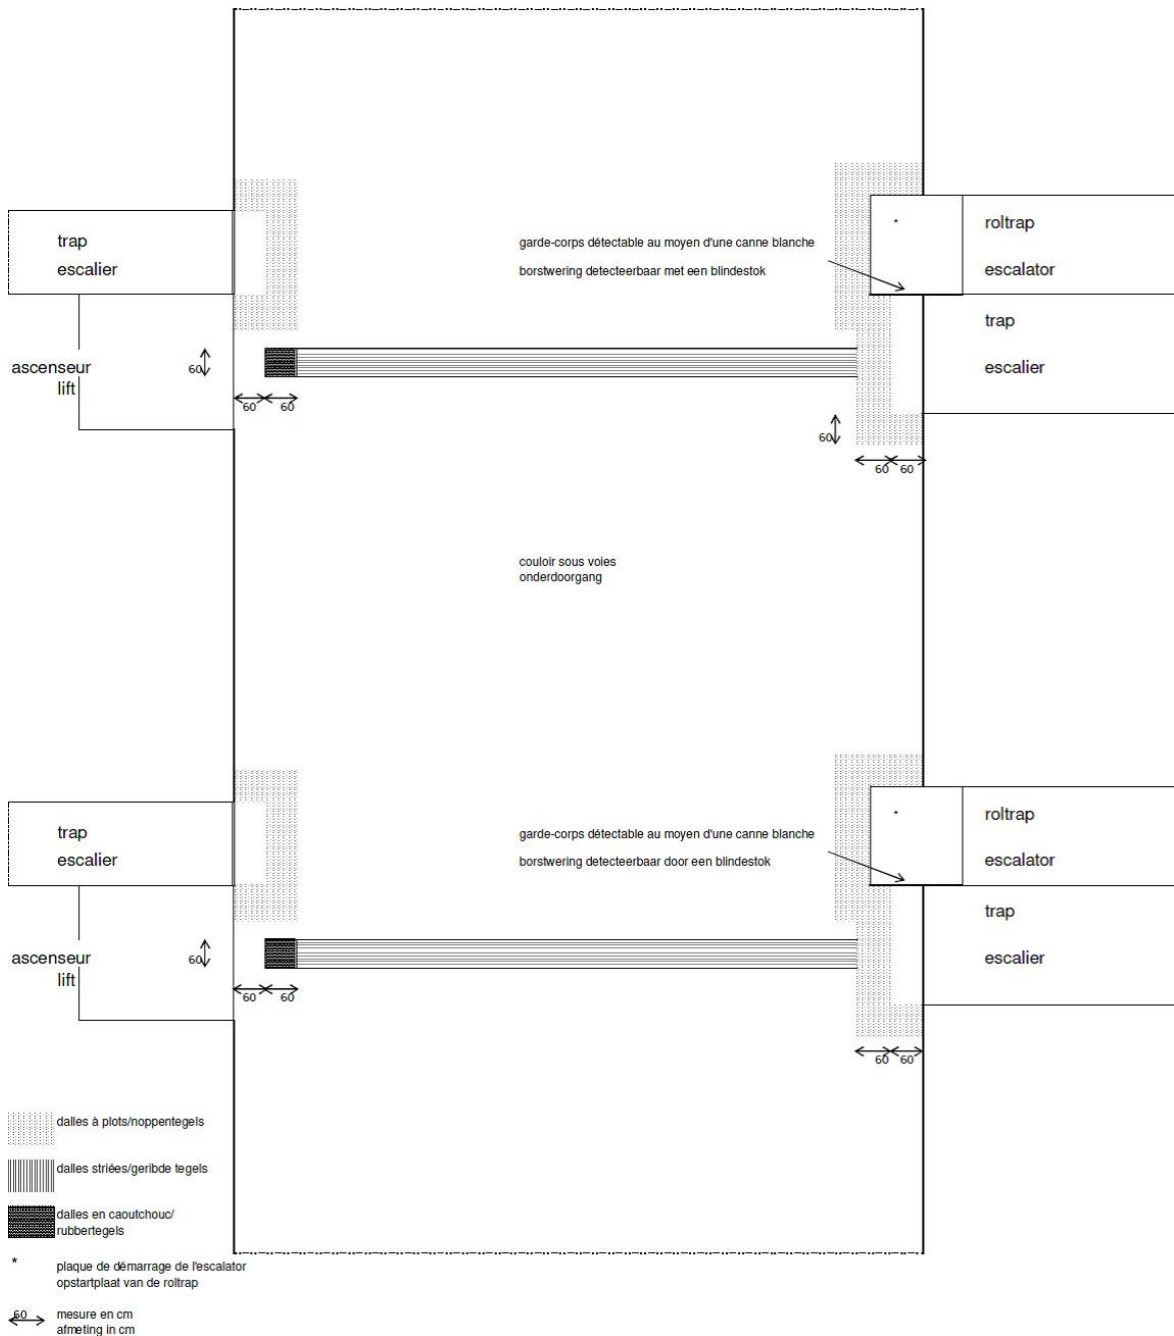 trap
escalier
ascenseur
lift
60
60
60
garde-corps détectable au moyen d'une canne blanche
borstwering detecteerbaar met een blindestok
*
roltrap
escalator
trap
escalier
60
60
60
couloir sous voies
onderdoorgang
trap
escalier
ascenseur
lift
60
60
60
garde-corps détectable au moyen d'une canne blanche
borstwering detecteerbaar door een blindestok
*
roltrap
escalator
trap
escalier
60
60
dalles à plots/noppentegels
dalles striées/geribde tegels
dalles en caoutchouc/
rubbertegels
*
plaque de démarrage de l'escalator
opstartplaat van de roltrap
60
mesure en cm
afmeting in cm